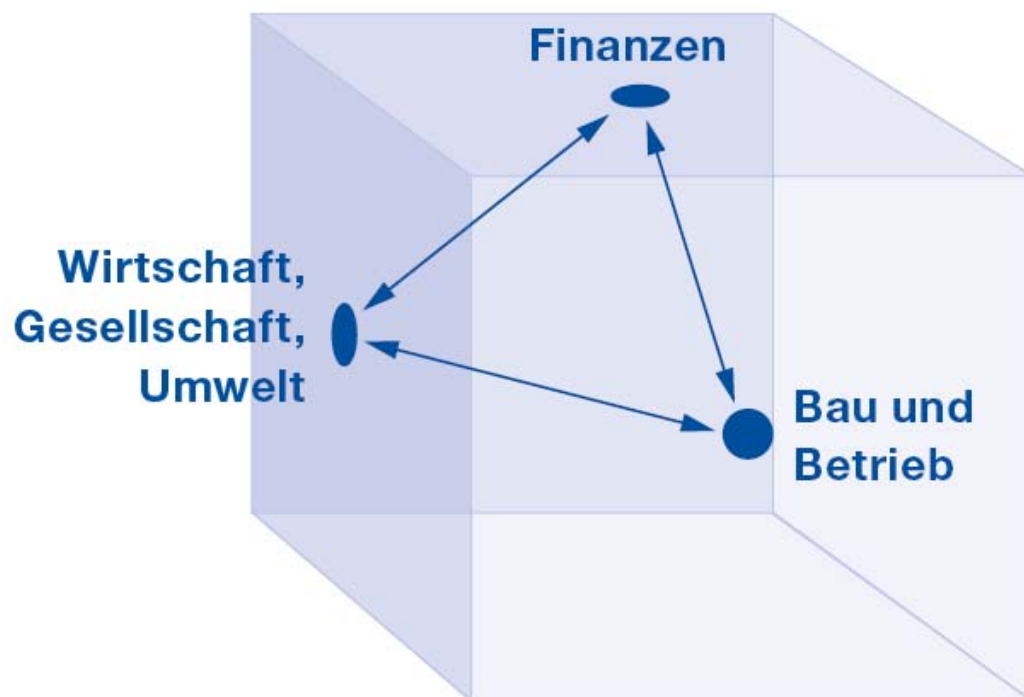 Finanzen
Wirtschaft,
Gesellschaft,
Umwelt
Bau und
Betrieb